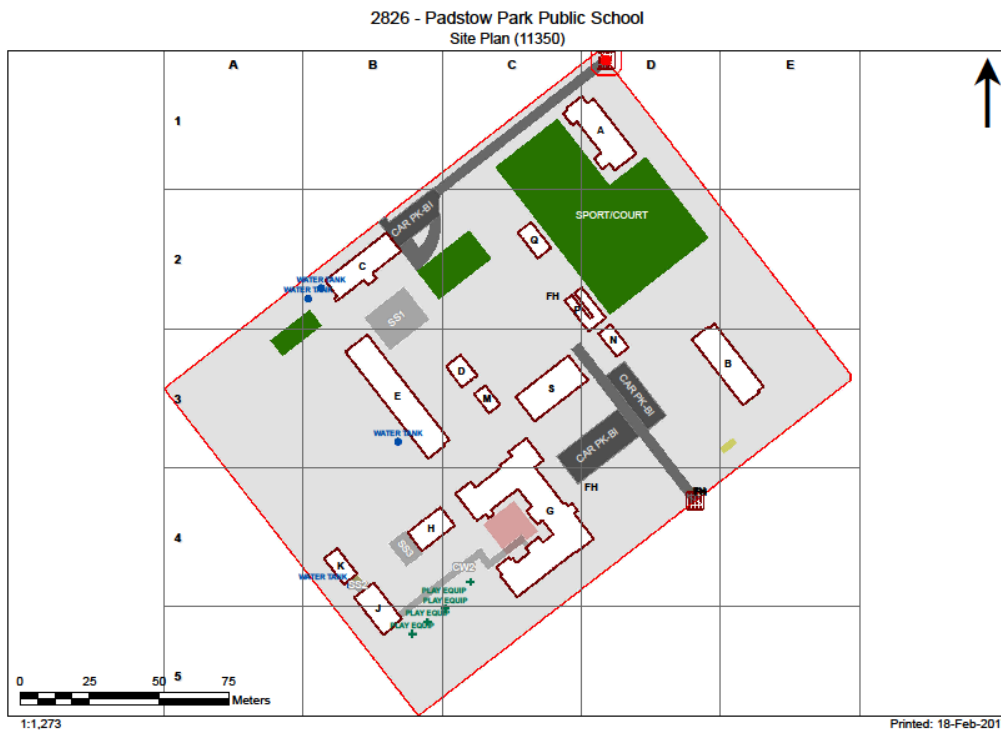 2826 - Padstow Park Public School
Site Plan (11350)
A B C D E
1
A
SPORT/COURT
CAR PK-BI
Q
2
C
WATER TANK
WATER TANK
FH
P
SS1
N
B
D
S
3
E
M
CAR PK-BI
WATER TANK
CAR PK-BI
FH
G
H
4
SS3
K
CW2
WATER TANK
SS2
PLAY EQUIP
PLAY EQUIP
J
PLAY EQUIP
PLAY EQUIP
5
0 25 50 75
Meters
1:1,273
Printed: 18-Feb-201